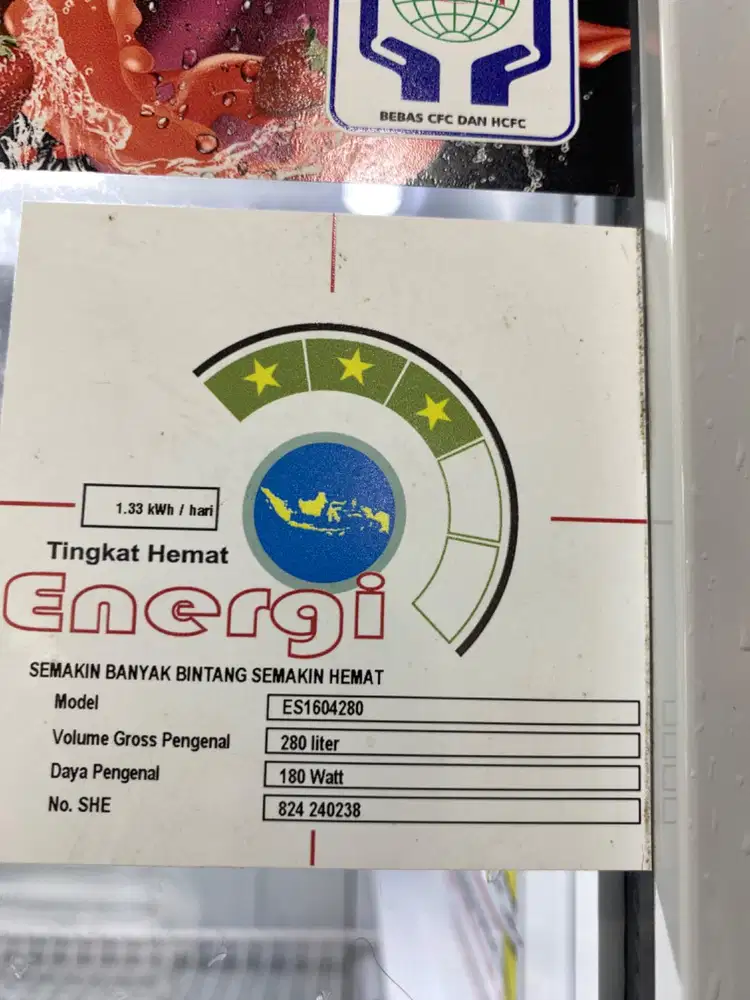 BEBAS CFC DAN HCFC
1.33 kWh / hari
Tingkat Hemat
Energi
SEMAKIN BANYAK BINTANG SEMAKIN HEMAT
Model ES1604280
Volume Gross Pengenal 280 liter
Daya Pengenal 180 Watt
No. SHE 824 240238